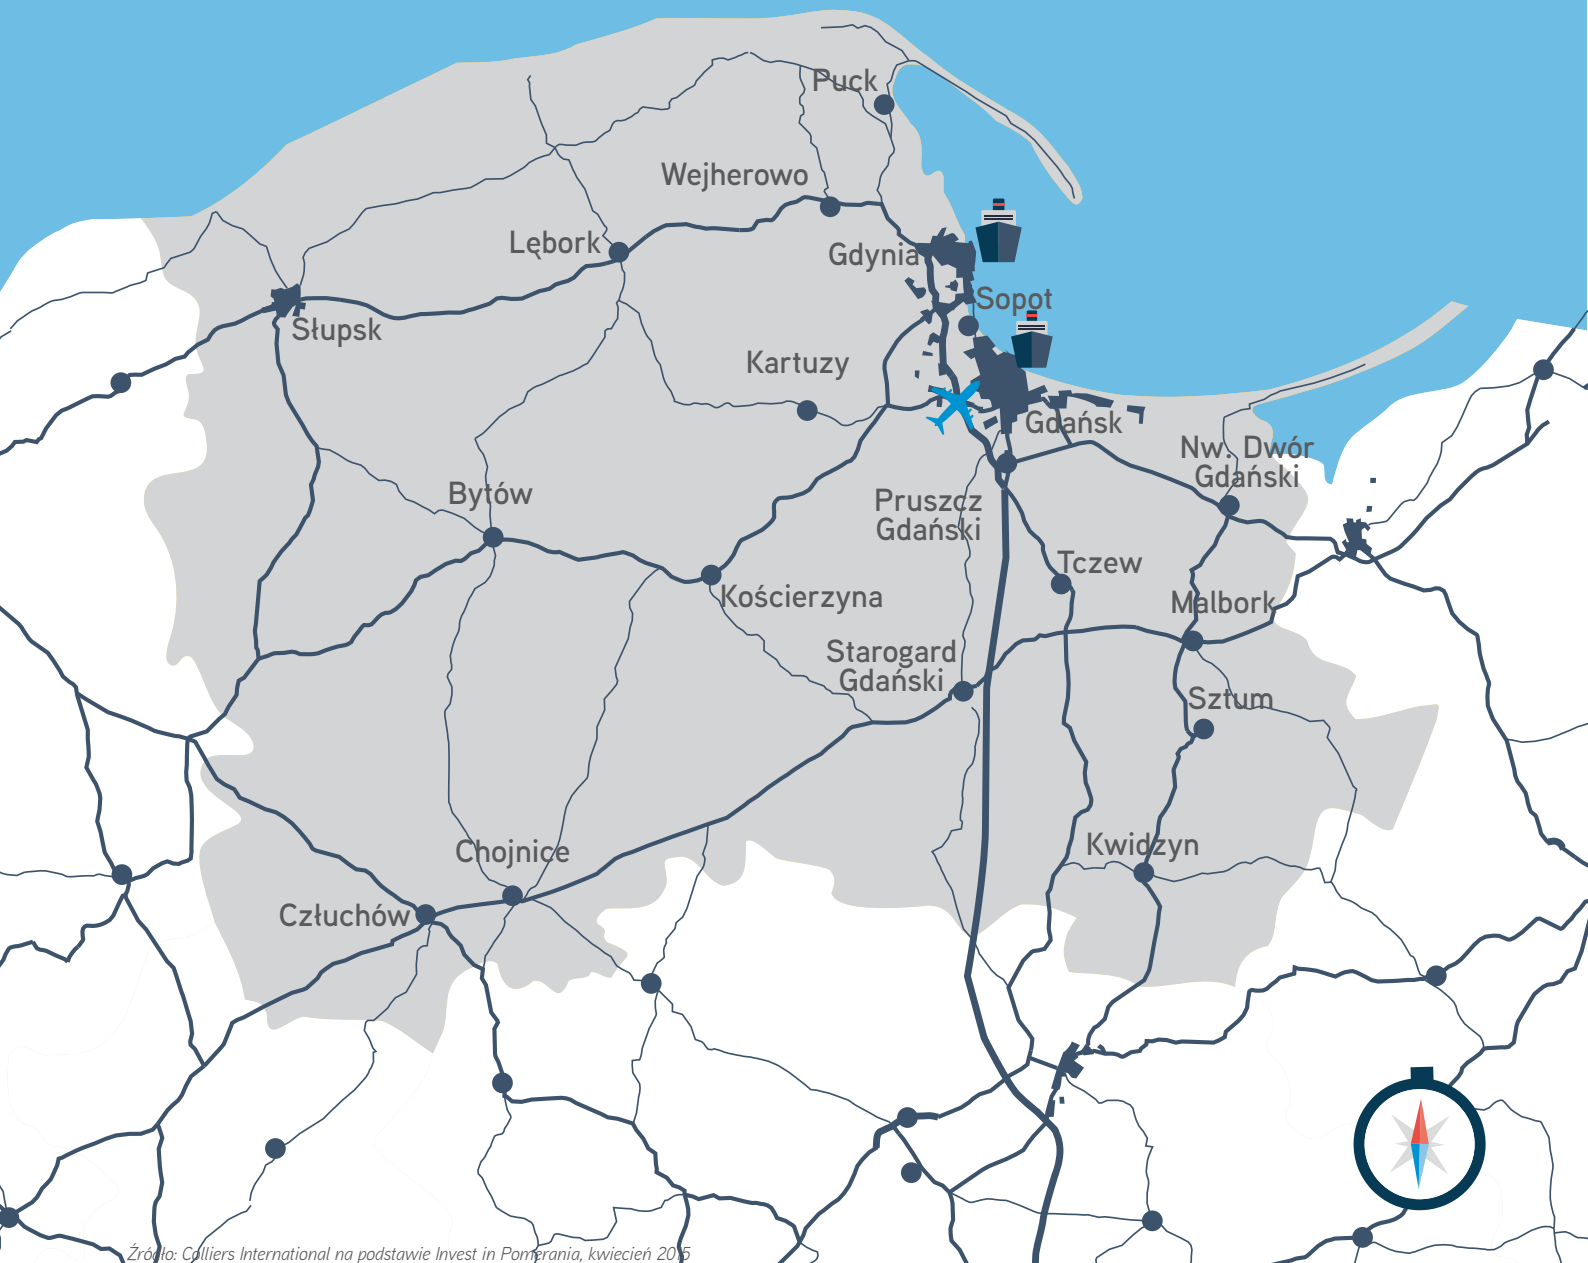 Puck
Wejherowo
Lębork
Gdynia
Sopot
Słupsk
Kartuzy
Gdańsk
Nw. Dwór
Gdański
Bytów
Pruszcz
Gdański
Tczew
Kościerzyna
Malbork
Starogard
Gdański
Sztum
Chojnice
Kwidzyn
Człuchów
Źródło: Colliers International na podstawie Invest in Pomerania, kwiecień 2015